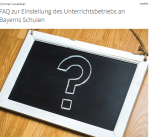 FAQ zur Einstellung des Unterrichtsbetriebs an
Bayerns Schulen
?